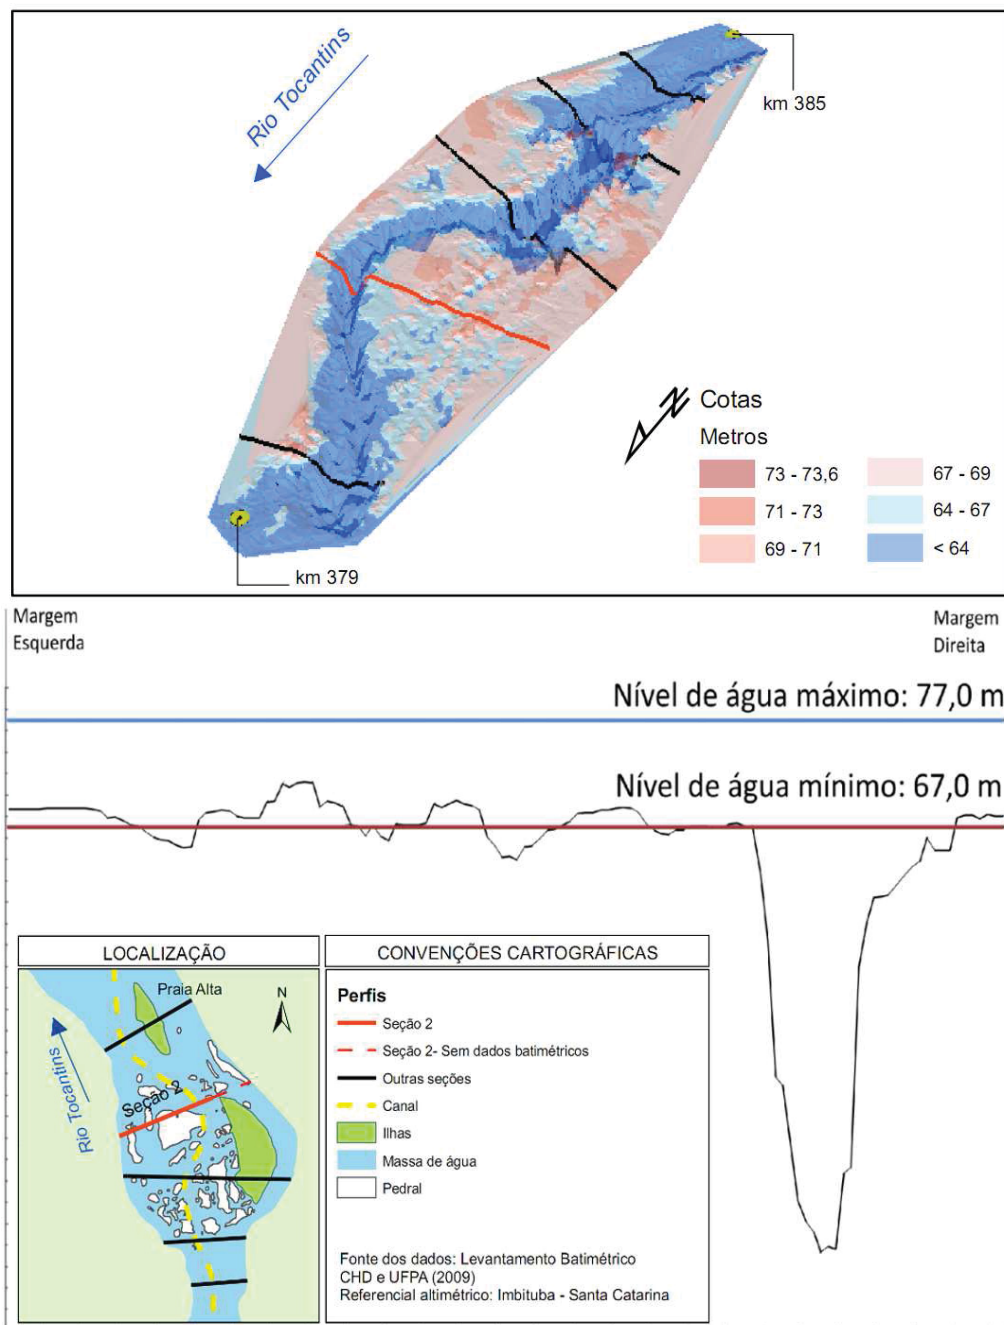 Rio Tocantins
km 385
Cotas
Metros
73 - 73,6
71 - 73
69 - 71
67 - 69
64 - 67
< 64
km 379
Margem
Esquerda
Margem
Direita
Nível de água máximo: 77,0 m
Nível de água mínimo: 67,0 m
LOCALIZAÇÃO
Praia Alta
N
Rio Tocantins
Seção 2
CONVENÇÕES CARTOGRÁFICAS
Perfis
Seção 2
Seção 2- Sem dados batimétricos
Outras seções
Canal
Ilhas
Massa de água
Pedral
Fonte dos dados: Levantamento Batimétrico
CHD e UFPA (2009)
Referencial altimétrico: Imbituba - Santa Catarina